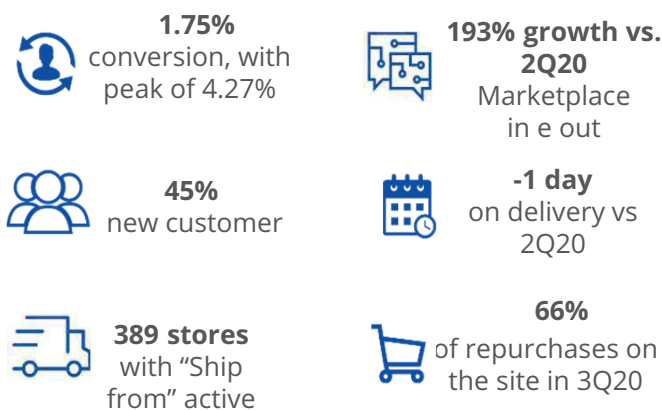 1.75%
conversion, with
peak of 4.27%
193% growth vs.
2Q20
Marketplace
in e out
45%
new customer
-1 day
on delivery vs
2Q20
389 stores
with “Ship
from” active
66%
of repurchases on
the site in 3Q20